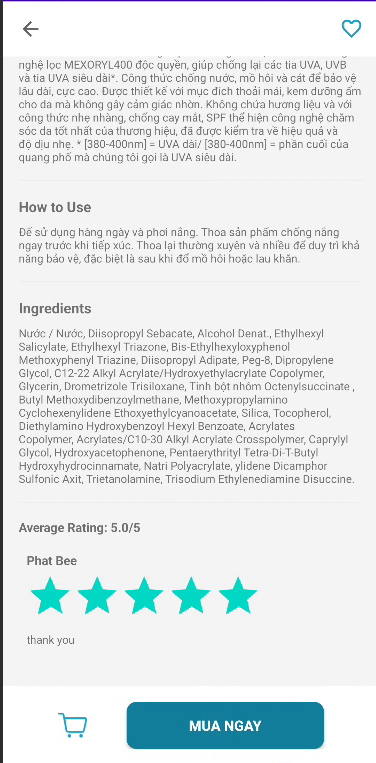 nghệ lọc MEXORYL400 độc quyền, giúp chống lại các tia UVA, UVB
và tia UVA siêu dài*. Công thức chống nước, mồ hôi và cát để bảo vệ
lâu dài, cực cao. Được thiết kế với mục đích thoải mái, kem dưỡng ẩm
cho da mà không gây cảm giác nhờn. Không chứa hương liệu và với
công thức nhẹ nhàng, chống cay mắt, SPF thể hiện công nghệ chăm
sóc da tốt nhất của thương hiệu, đã được kiểm tra về hiệu quả và
độ dịu nhẹ. * [380-400nm] = UVA dài/ [380-400nm] = phần cuối của
quang phổ mà chúng tôi gọi là UVA siêu dài.
How to Use
Để sử dụng hàng ngày và phơi nắng. Thoa sản phẩm chống nắng
ngay trước khi tiếp xúc. Thoa lại thường xuyên và nhiều để duy trì khả
năng bảo vệ, đặc biệt là sau khi đổ mồ hôi hoặc lau khăn.
Ingredients
Nước / Nước, Diisopropyl Sebacate, Alcohol Denat., Ethylhexyl
Salicylate, Ethylhexyl Triazone, Bis-Ethylhexyloxyphenol
Methoxyphenyl Triazine, Diisopropyl Adipate, Peg-8, Dipropylene
Glycol, C12-22 Alkyl Acrylate/Hydroxyethylacrylate Copolymer,
Glycerin, Drometrizole Trisiloxane, Tinh bột nhôm Octenylsuccinate ,
Butyl Methoxydibenzoylmethane, Methoxypropylamino
Cyclohexenylidene Ethoxyethylcyanoacetate, Silica, Tocopherol,
Diethylamino Hydroxybenzoyl Hexyl Benzoate, Acrylates
Copolymer, Acrylates/C10-30 Alkyl Acrylate Crosspolymer, Caprylyl
Glycol, Hydroxyacetophenone, Pentaerythrityl Tetra-Di-T-Butyl
Hydroxyhydrocinnamate, Natri Polyacrylate, ylidene Dicamphor
Sulfonic Axit, Trietanolamine, Trisodium Ethylenediamine Disuccine.
Average Rating: 5.0/5
Phat Bee
thank you
MUA NGAY